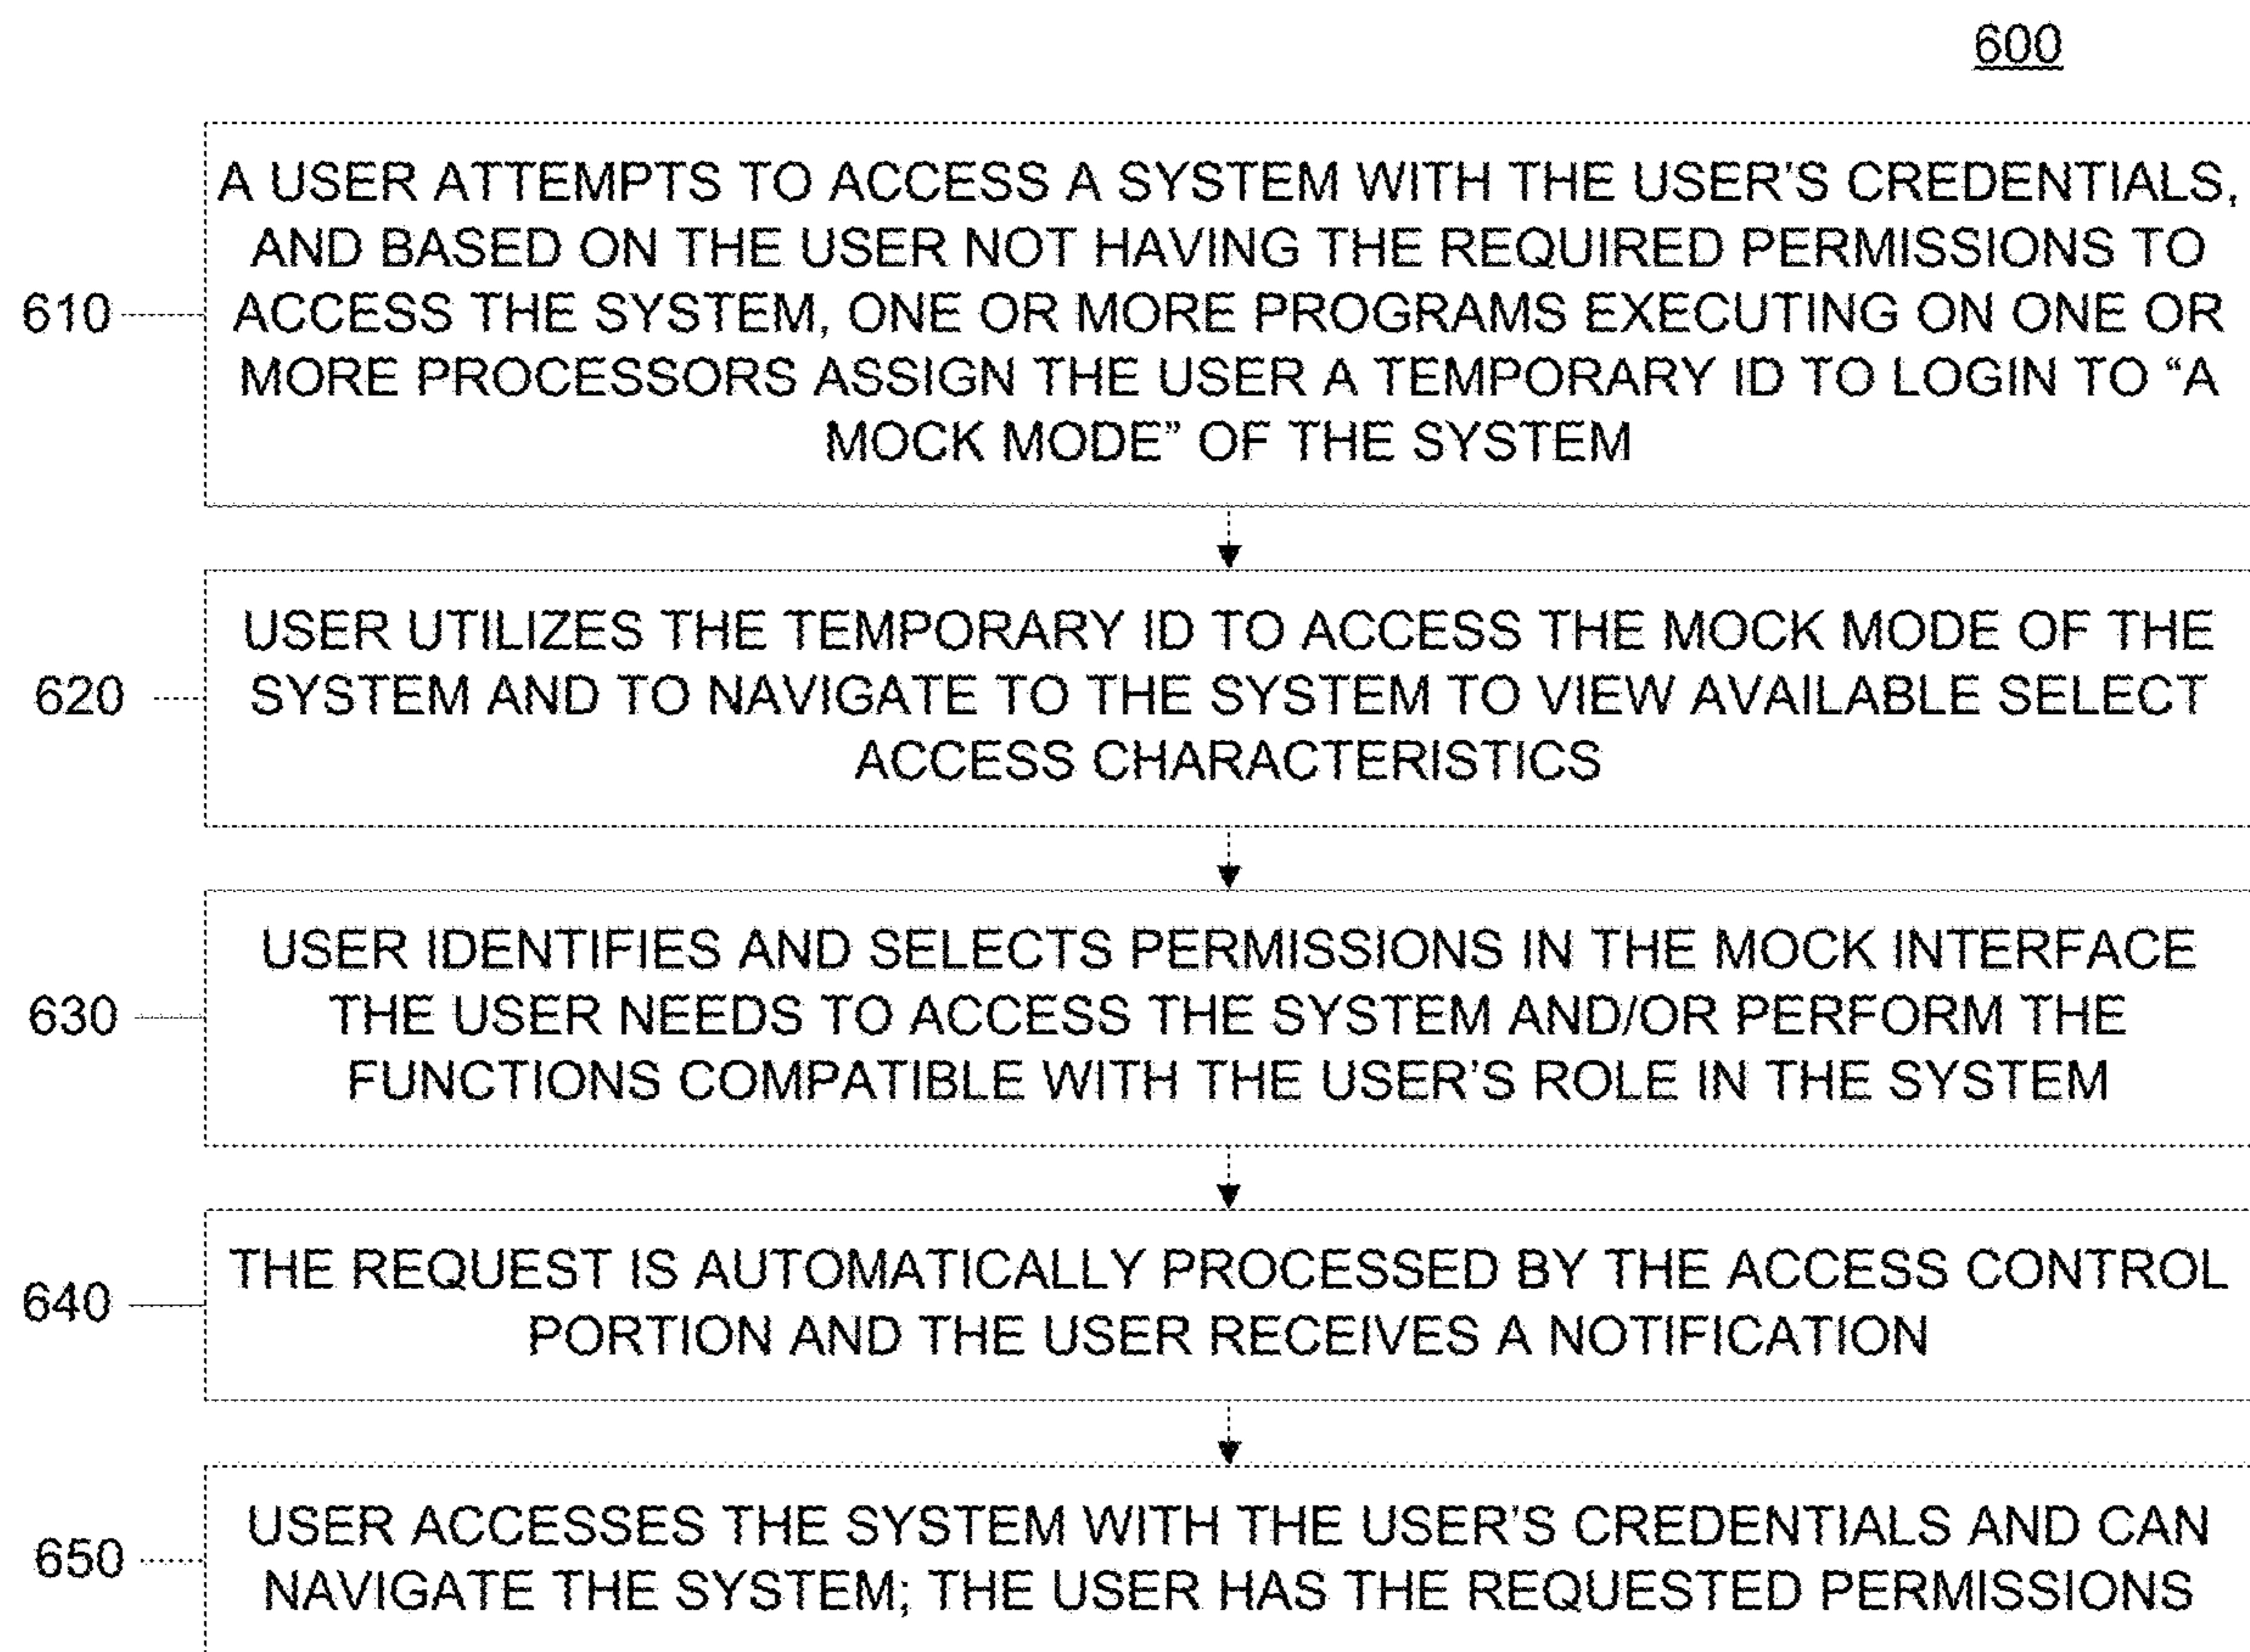 600
A USER ATTEMPTS TO ACCESS A SYSTEM WITH THE USER'S CREDENTIALS,
AND BASED ON THE USER NOT HAVING THE REQUIRED PERMISSIONS TO
610 ACCESS THE SYSTEM, ONE OR MORE PROGRAMS EXECUTING ON ONE OR
MORE PROCESSORS ASSIGN THE USER A TEMPORARY ID TO LOGIN TO “A
MOCK MODE” OF THE SYSTEM
USER UTILIZES THE TEMPORARY ID TO ACCESS THE MOCK MODE OF THE
620 SYSTEM AND TO NAVIGATE TO THE SYSTEM TO VIEW AVAILABLE SELECT
ACCESS CHARACTERISTICS
USER IDENTIFIES AND SELECTS PERMISSIONS IN THE MOCK INTERFACE
630 THE USER NEEDS TO ACCESS THE SYSTEM AND/OR PERFORM THE
FUNCTIONS COMPATIBLE WITH THE USER'S ROLE IN THE SYSTEM
THE REQUEST IS AUTOMATICALLY PROCESSED BY THE ACCESS CONTROL
640 PORTION AND THE USER RECEIVES A NOTIFICATION
USER ACCESSES THE SYSTEM WITH THE USER'S CREDENTIALS AND CAN
650 NAVIGATE THE SYSTEM; THE USER HAS THE REQUESTED PERMISSIONS